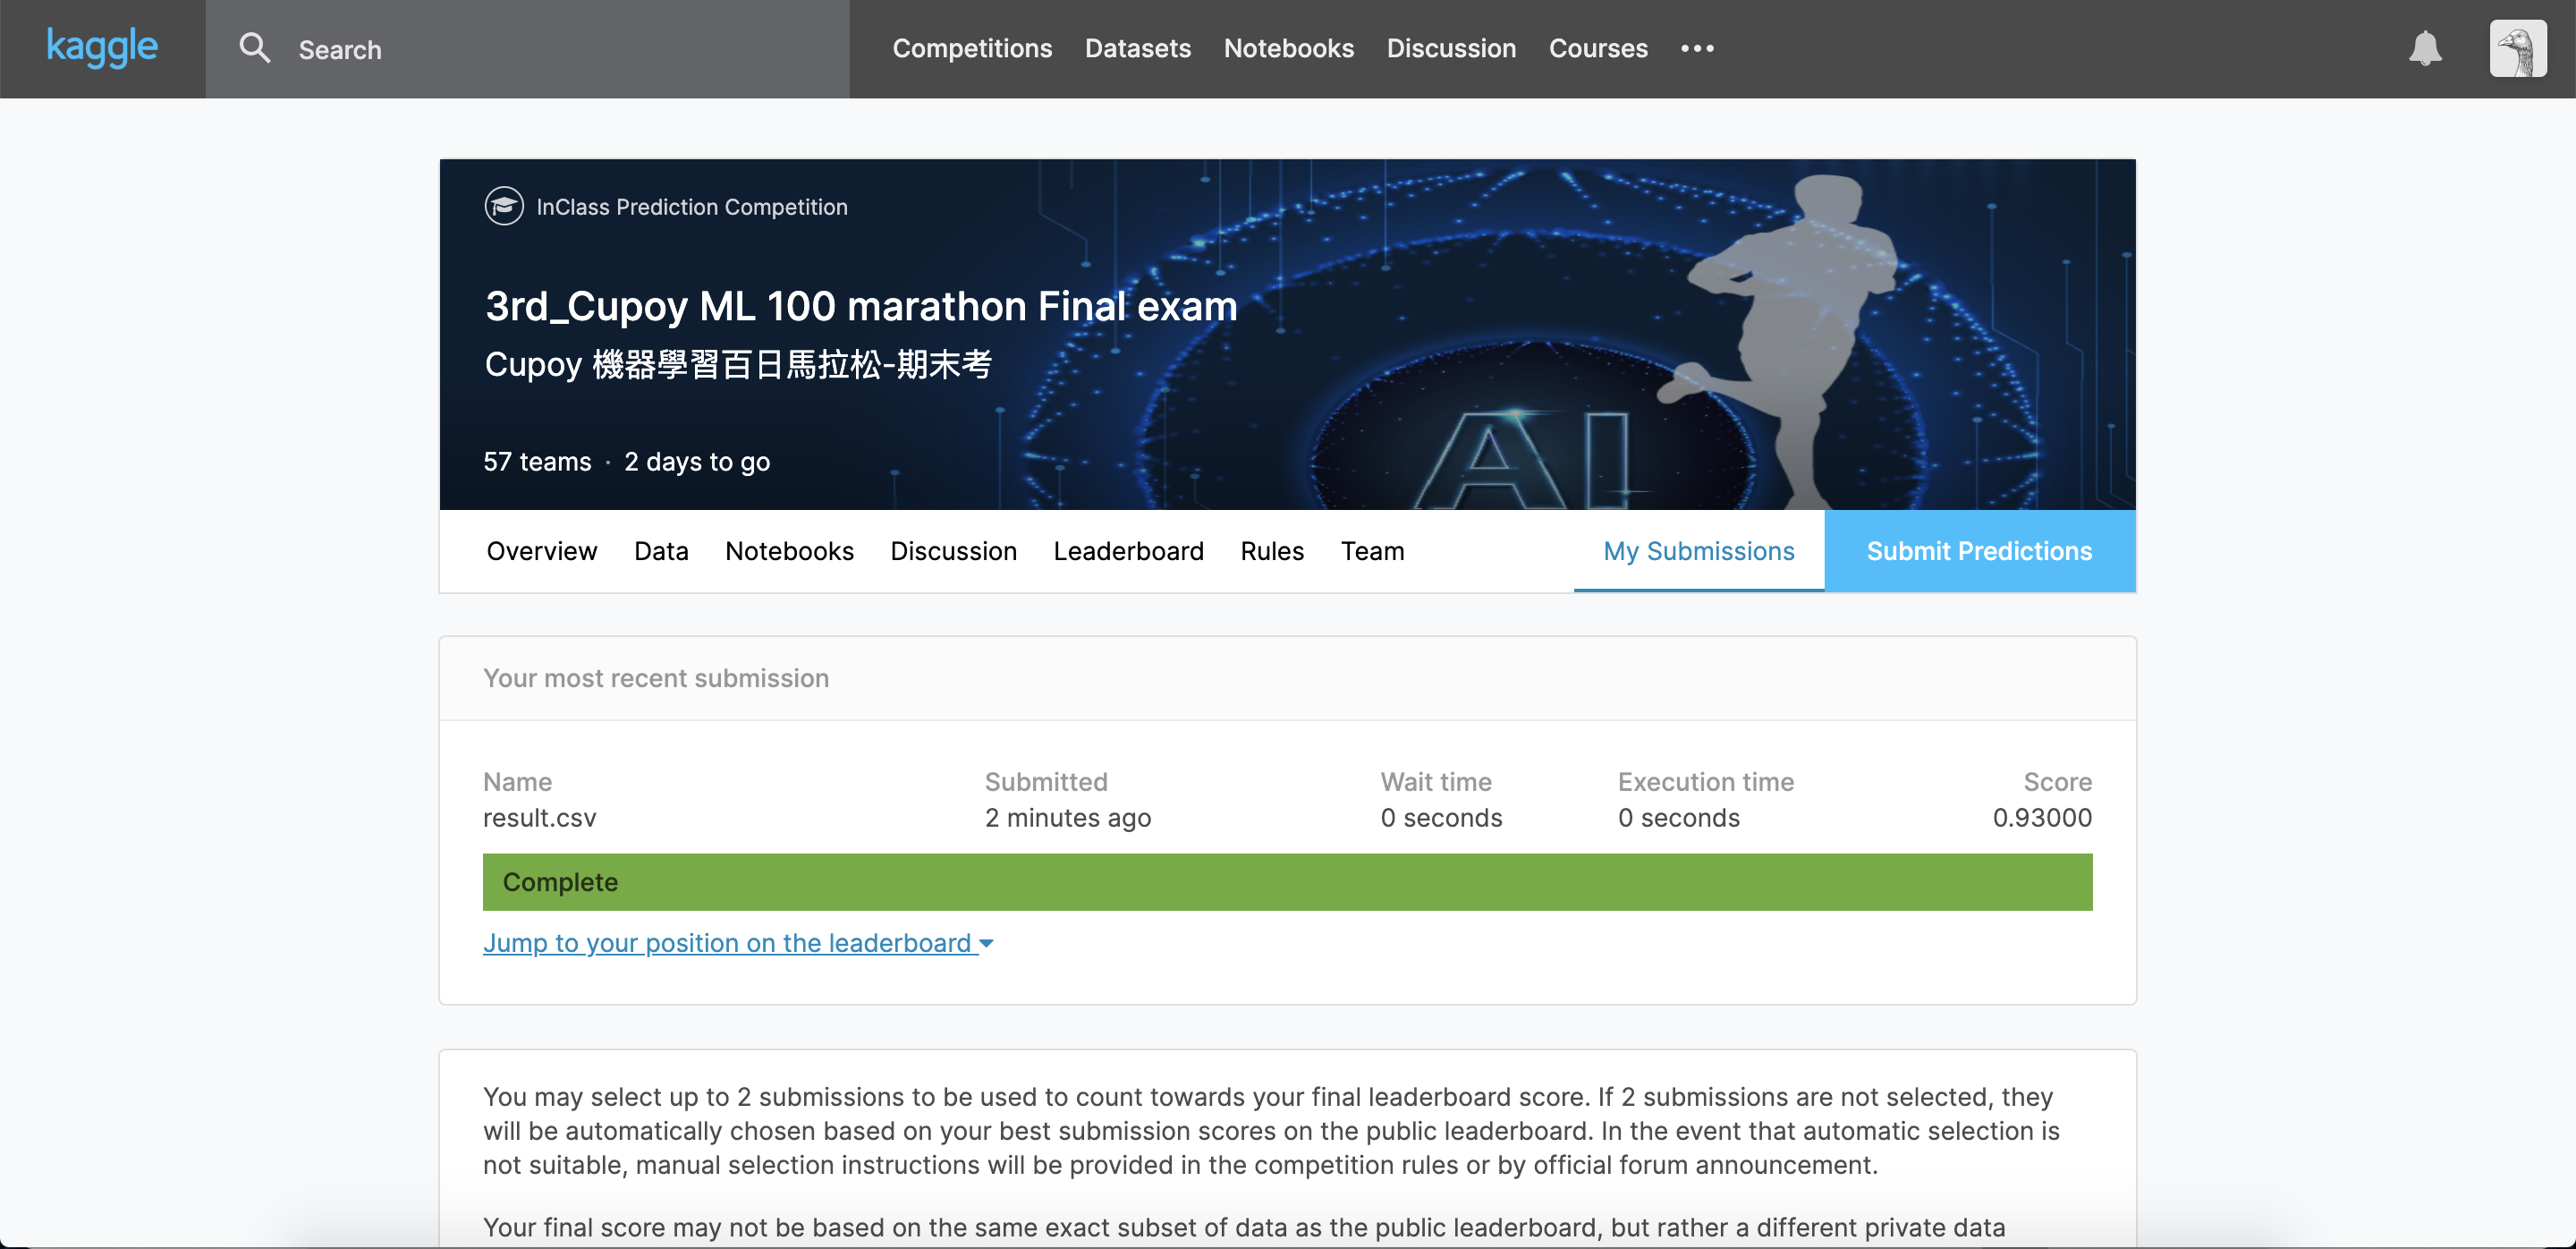 kaggle
Search
Competitions Datasets Notebooks Discussion Courses •••
InClass Prediction Competition
3rd_Cupoy ML 100 marathon Final exam
Cupoy 機器學習百日馬拉松-期末考
AI
57 teams · 2 days to go
Overview Data Notebooks Discussion Leaderboard Rules Team My Submissions Submit Predictions
Your most recent submission
Name Submitted Wait time Execution time Score
result.csv 2 minutes ago 0 seconds 0 seconds 0.93000
Complete
Jump to your position on the leaderboard
You may select up to 2 submissions to be used to count towards your final leaderboard score. If 2 submissions are not selected, they
will be automatically chosen based on your best submission scores on the public leaderboard. In the event that automatic selection is
not suitable, manual selection instructions will be provided in the competition rules or by official forum announcement.
Your final score may not be based on the same exact subset of data as the public leaderboard, but rather a different private data